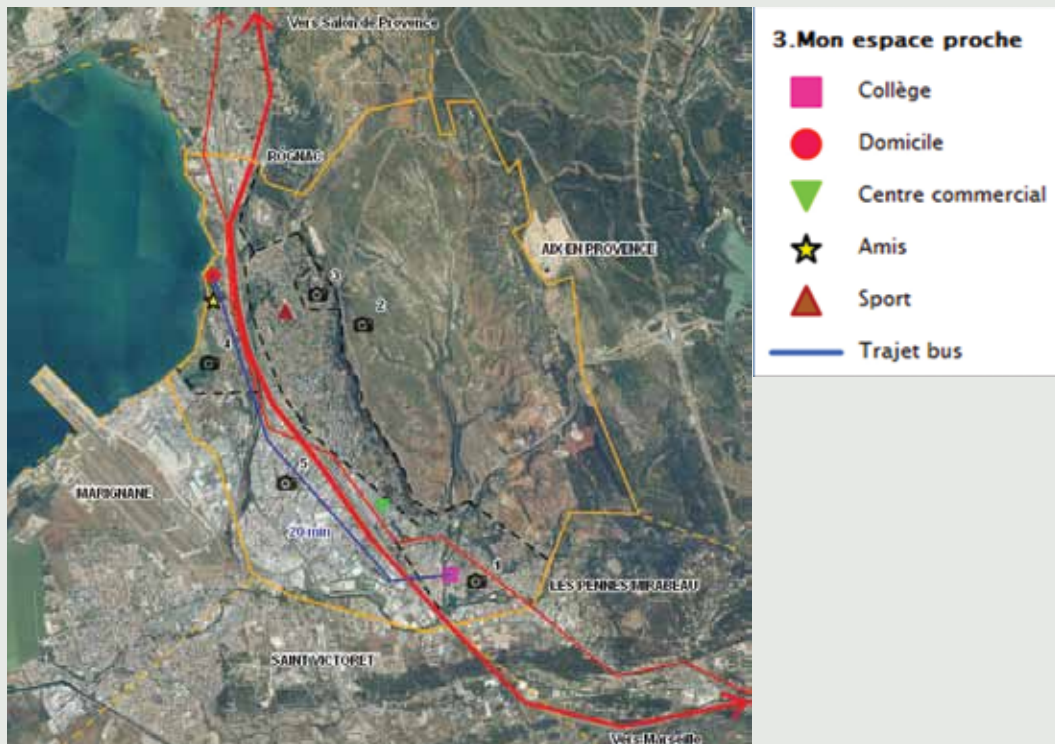 Vers Salon de Provence
ROGNAC
AIX EN PROVENCE
3
2
4
5
MARIGNANE
20 min
1
LES PENNES MIRABEAU
SAINT VICTORET
Vers Marseille
3.Mon espace proche
Collège
Domicile
Centre commercial
Amis
Sport
Trajet bus